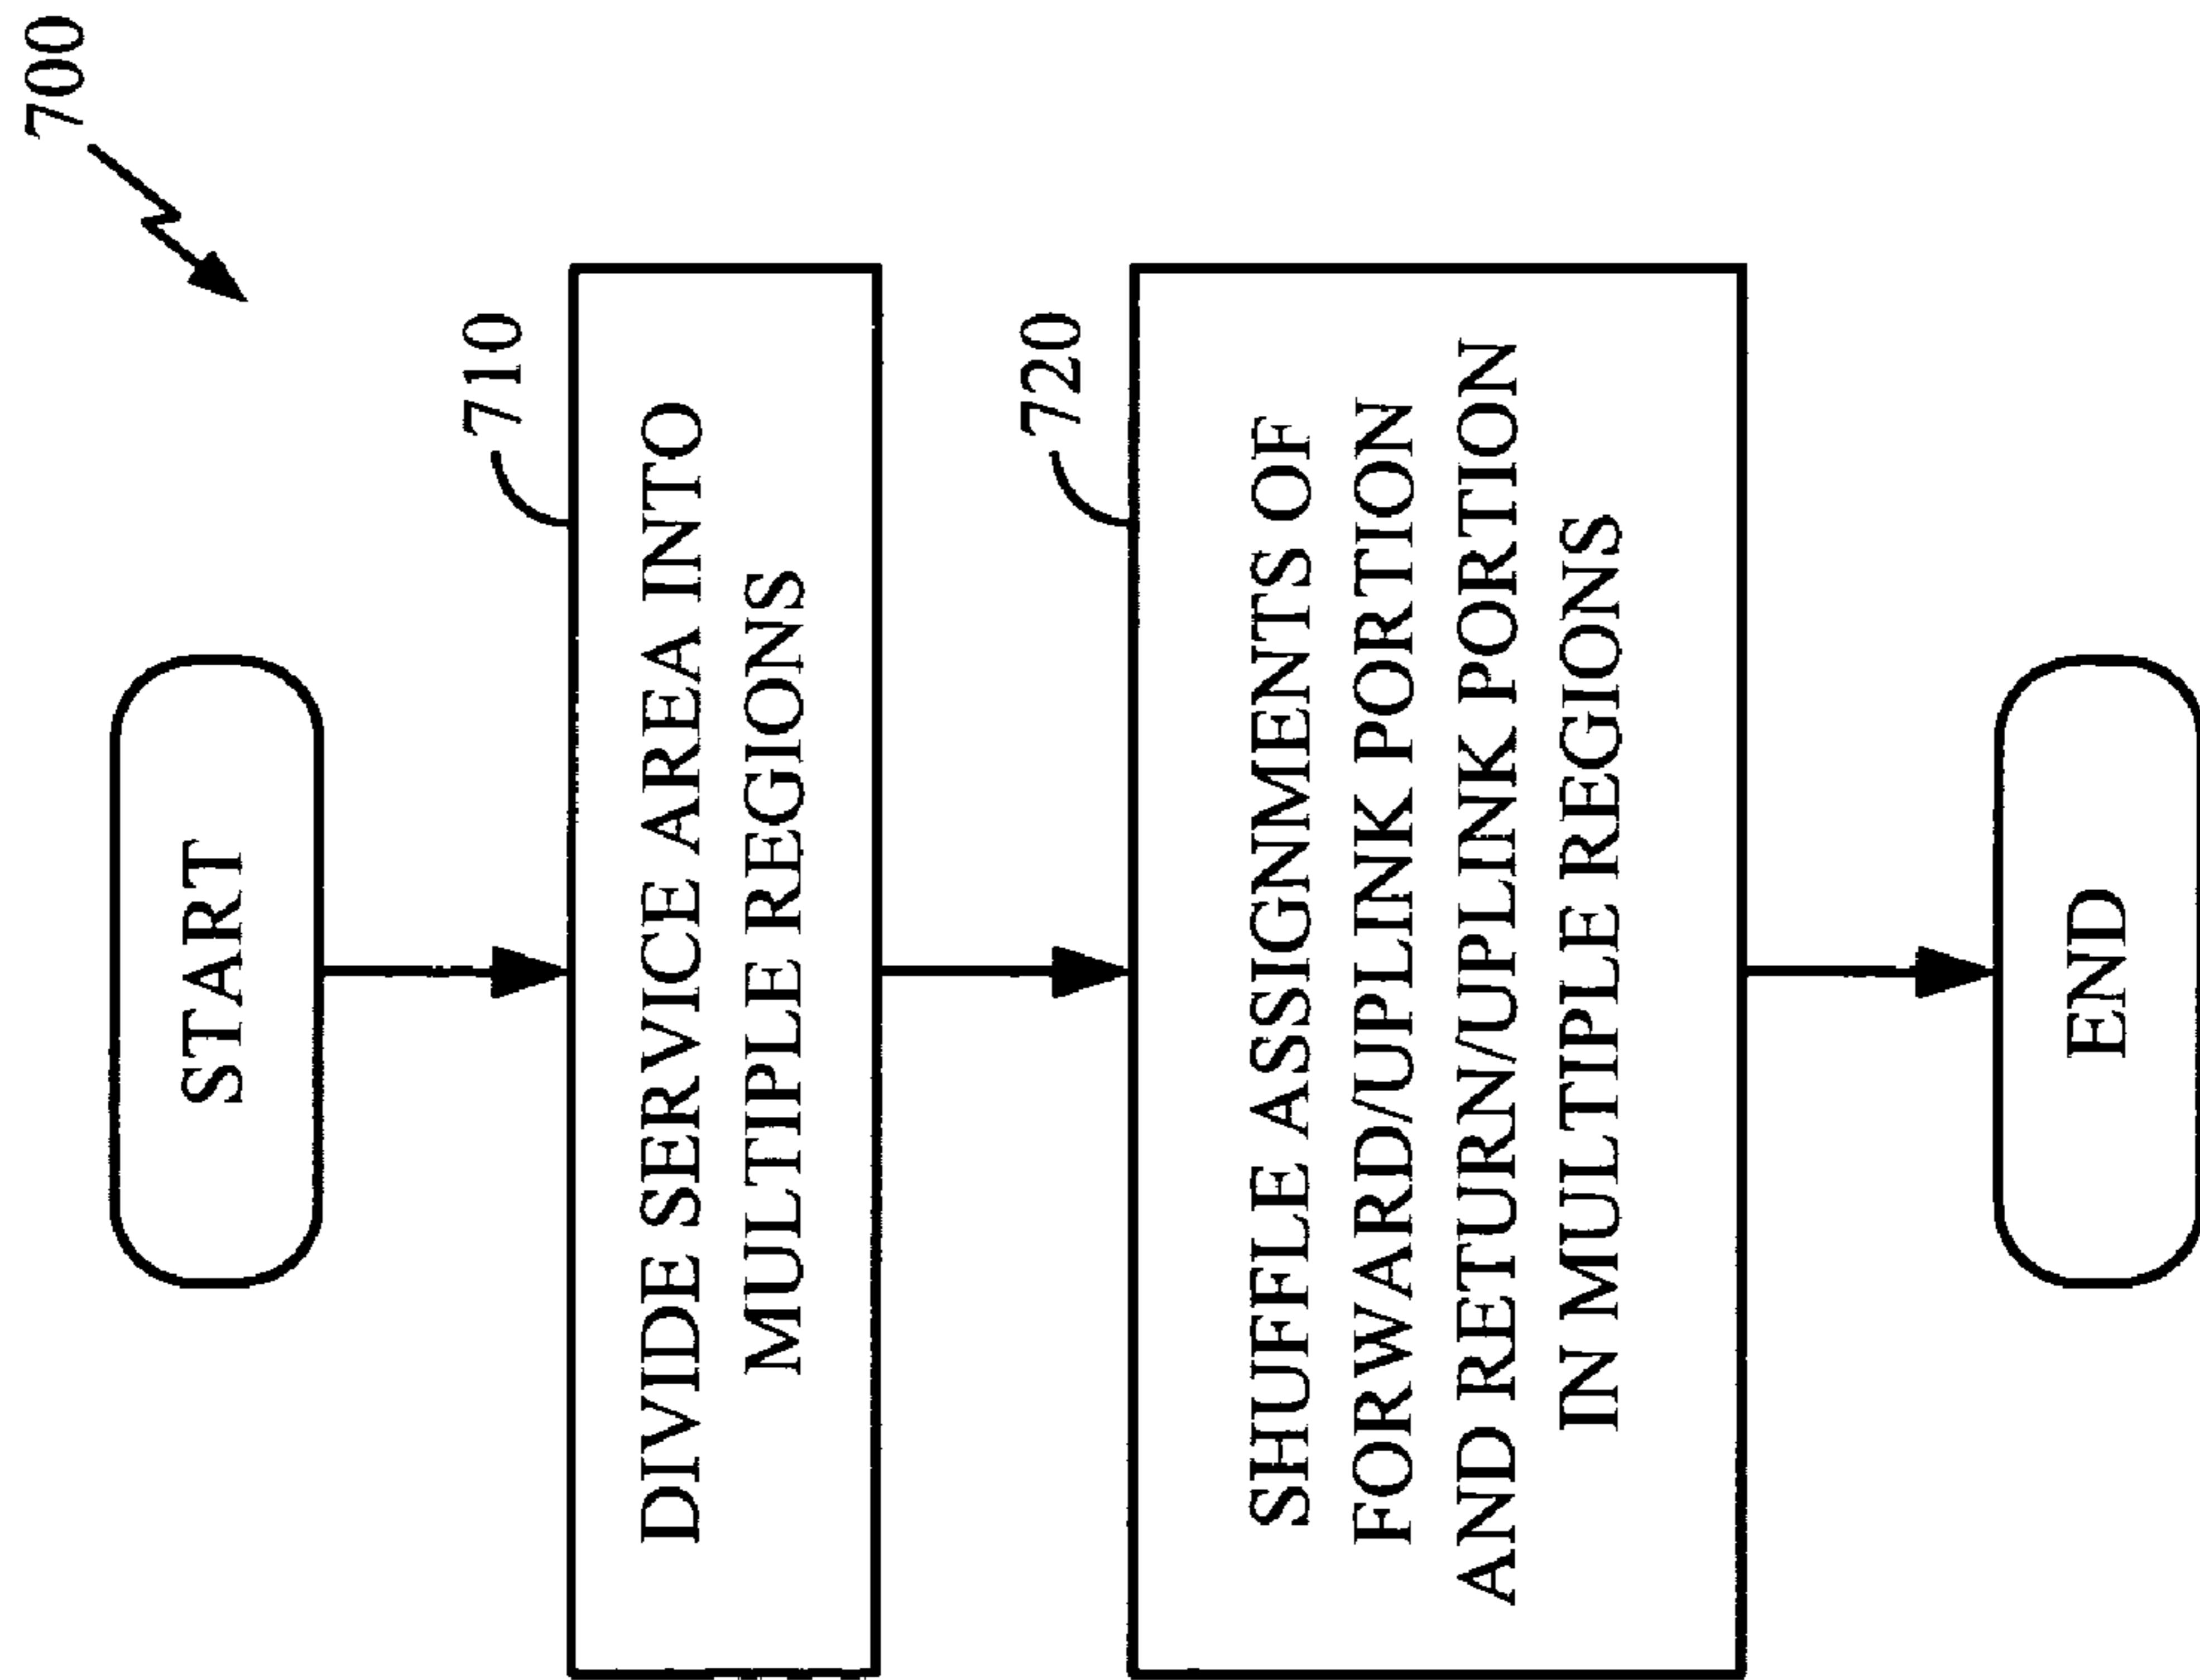 700
START
710
DIVIDE SERVICE AREA INTO
MULTIPLE REGIONS
720
SHUFFLE ASSIGNMENTS OF
FORWARD/UPLINK PORTION
AND RETURN/UPLINK PORTION
IN MULTIPLE REGIONS
END